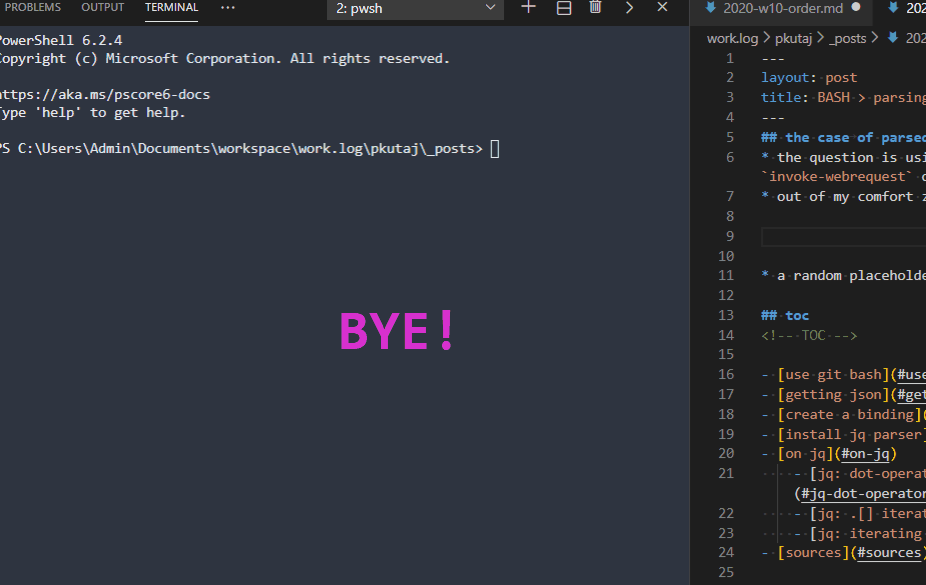 PROBLEMS OUTPUT TERMINAL ··· 2: pwsh
PowerShell 6.2.4
Copyright (c) Microsoft Corporation. All rights reserved.
https://aka.ms/pscore6-docs
Type 'help' to get help.
PS C:\Users\Admin\Documents\workspace\work.log\pkutaj\_posts>
BYE!
2020-w10-order.md ● 202
work.log > pkutaj > _posts > 202
1 ---
2 layout: post
3 title: BASH > parsing
4 ---
5 ## the case of parsed
6 * the question is usi
`invoke-webrequest` o
7 * out of my comfort z
8
9
10
11 * a random placeholde
12
13 ## toc
14 <!-- TOC -->
15
16 - [use git bash](#use
17 - [getting json](#get
18 - [create a binding](
19 - [install jq parser]
20 - [on jq](#on-jq)
21 - [jq: dot-operat
(#jq-dot-operator
22 - [jq: .[] iterat
23 - [jq: iterating
24 - [sources](#sources)
25